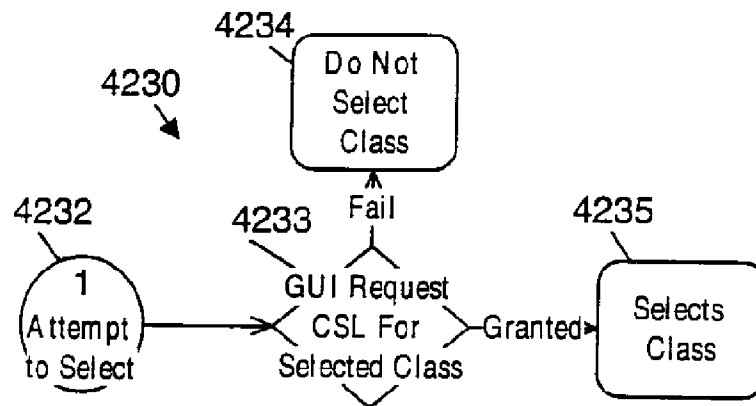 4234
Do Not
Select
Class
4230
Fail
4232
4233
4235
1
Attempt
to Select
GUI Request
CSL For
Selected Class
Granted
Selects
Class